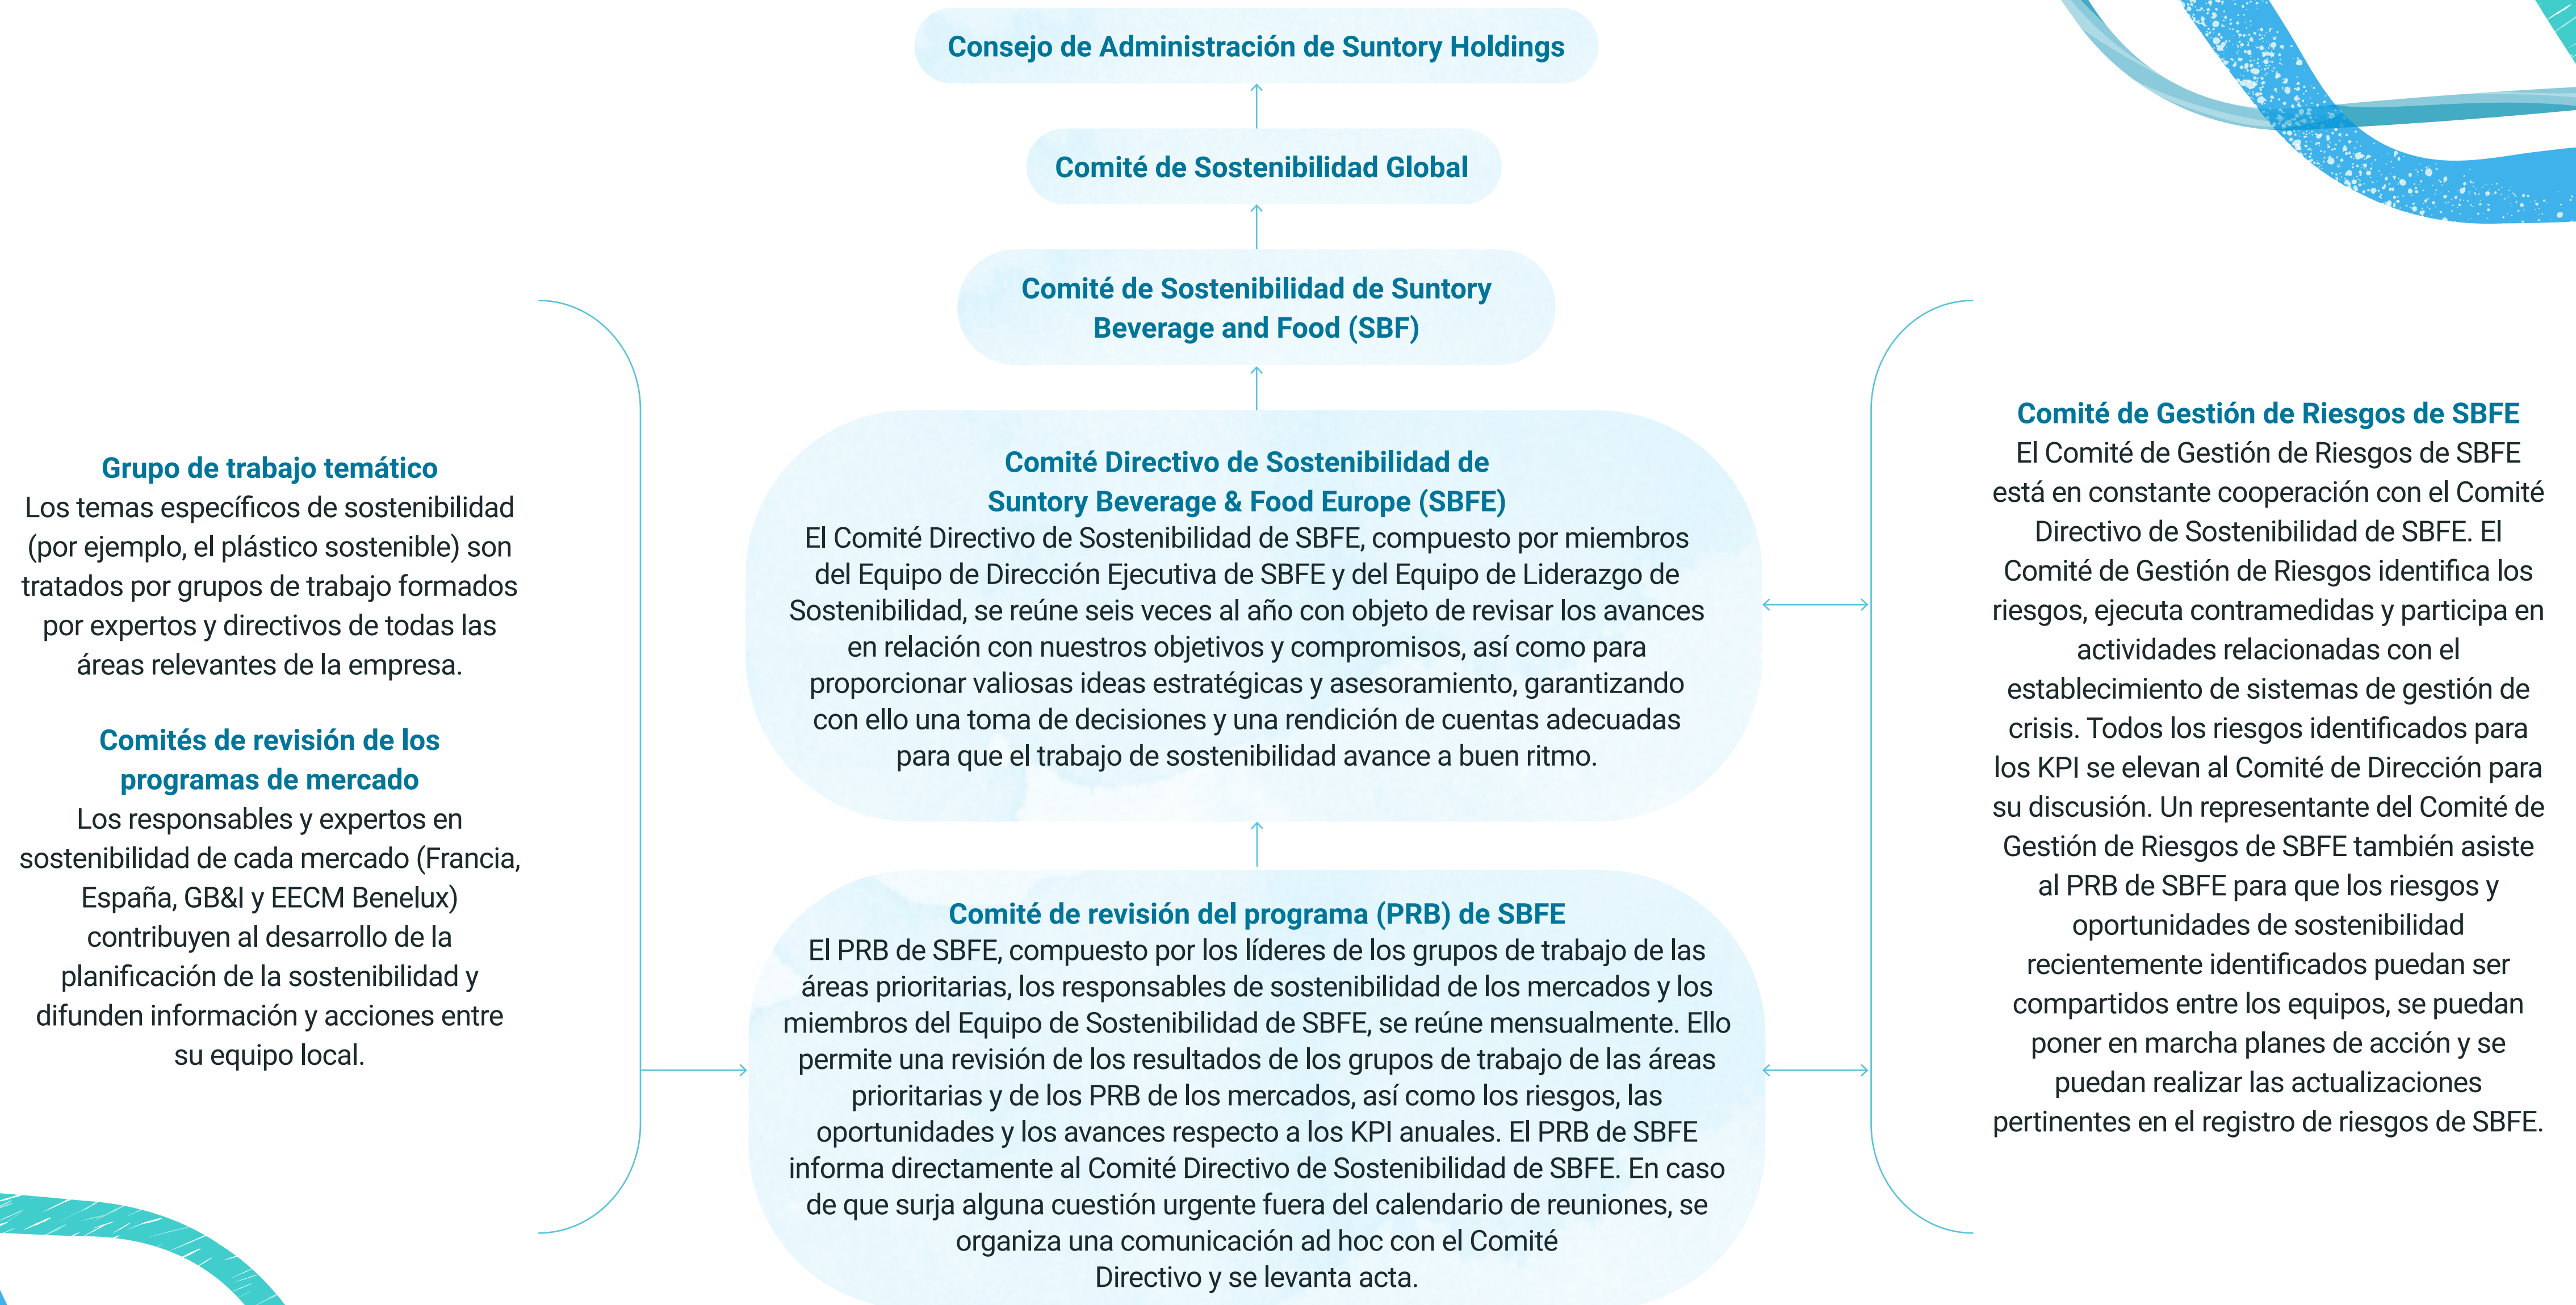 Consejo de Administración de Suntory Holdings
Comité de Sostenibilidad Global
Comité de Sostenibilidad de Suntory
Beverage and Food (SBF)
Grupo de trabajo temático
Los temas específicos de sostenibilidad
(por ejemplo, el plástico sostenible) son
tratados por grupos de trabajo formados
por expertos y directivos de todas las
áreas relevantes de la empresa.
Comités de revisión de los
programas de mercado
Los responsables y expertos en
sostenibilidad de cada mercado (Francia,
España, GB&I y EECM Benelux)
contribuyen al desarrollo de la
planificación de la sostenibilidad y
difunden información y acciones entre
su equipo local.
Comité Directivo de Sostenibilidad de
Suntory Beverage & Food Europe (SBFE)
El Comité Directivo de Sostenibilidad de SBFE, compuesto por miembros
del Equipo de Dirección Ejecutiva de SBFE y del Equipo de Liderazgo de
Sostenibilidad, se reúne seis veces al año con objeto de revisar los avances
en relación con nuestros objetivos y compromisos, así como para
proporcionar valiosas ideas estratégicas y asesoramiento, garantizando
con ello una toma de decisiones y una rendición de cuentas adecuadas
para que el trabajo de sostenibilidad avance a buen ritmo.
Comité de revisión del programa (PRB) de SBFE
El PRB de SBFE, compuesto por los líderes de los grupos de trabajo de las
áreas prioritarias, los responsables de sostenibilidad de los mercados y los
miembros del Equipo de Sostenibilidad de SBFE, se reúne mensualmente. Ello
permite una revisión de los resultados de los grupos de trabajo de las áreas
prioritarias y de los PRB de los mercados, así como los riesgos, las
oportunidades y los avances respecto a los KPI anuales. El PRB de SBFE
informa directamente al Comité Directivo de Sostenibilidad de SBFE. En caso
de que surja alguna cuestión urgente fuera del calendario de reuniones, se
organiza una comunicación ad hoc con el Comité
Directivo y se levanta acta.
Comité de Gestión de Riesgos de SBFE
El Comité de Gestión de Riesgos de SBFE
está en constante cooperación con el Comité
Directivo de Sostenibilidad de SBFE. El
Comité de Gestión de Riesgos identifica los
riesgos, ejecuta contramedidas y participa en
actividades relacionadas con el
establecimiento de sistemas de gestión de
crisis. Todos los riesgos identificados para
los KPI se elevan al Comité de Dirección para
su discusión. Un representante del Comité de
Gestión de Riesgos de SBFE también asiste
al PRB de SBFE para que los riesgos y
oportunidades de sostenibilidad
recientemente identificados puedan ser
compartidos entre los equipos, se puedan
poner en marcha planes de acción y se
puedan realizar las actualizaciones
pertinentes en el registro de riesgos de SBFE.